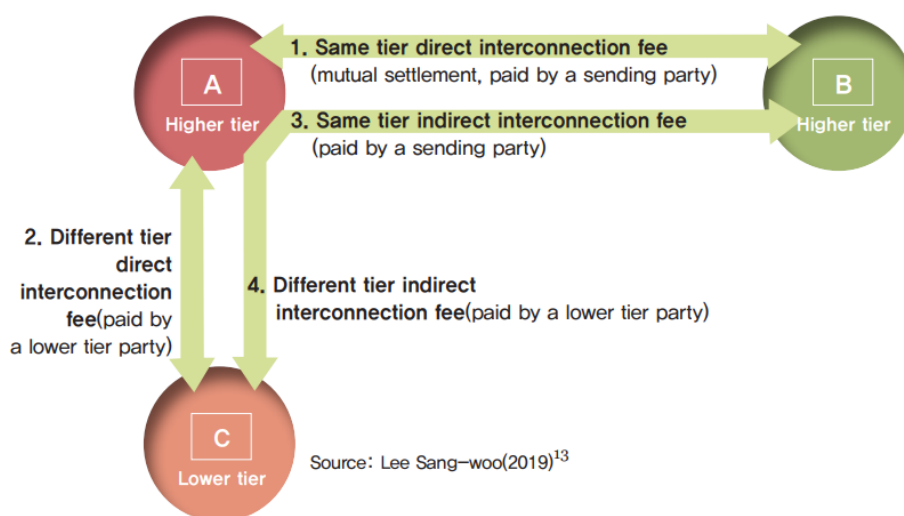 A
Higher tier
1. Same tier direct interconnection fee
(mutual settlement, paid by a sending party)
B
Higher tier
3. Same tier indirect interconnection fee
(paid by a sending party)
2. Different tier
direct
interconnection
fee(paid by
a lower tier party)
4. Different tier indirect
interconnection fee(paid by a lower tier party)
C
Lower tier
Source: Lee Sang-woo(2019)13